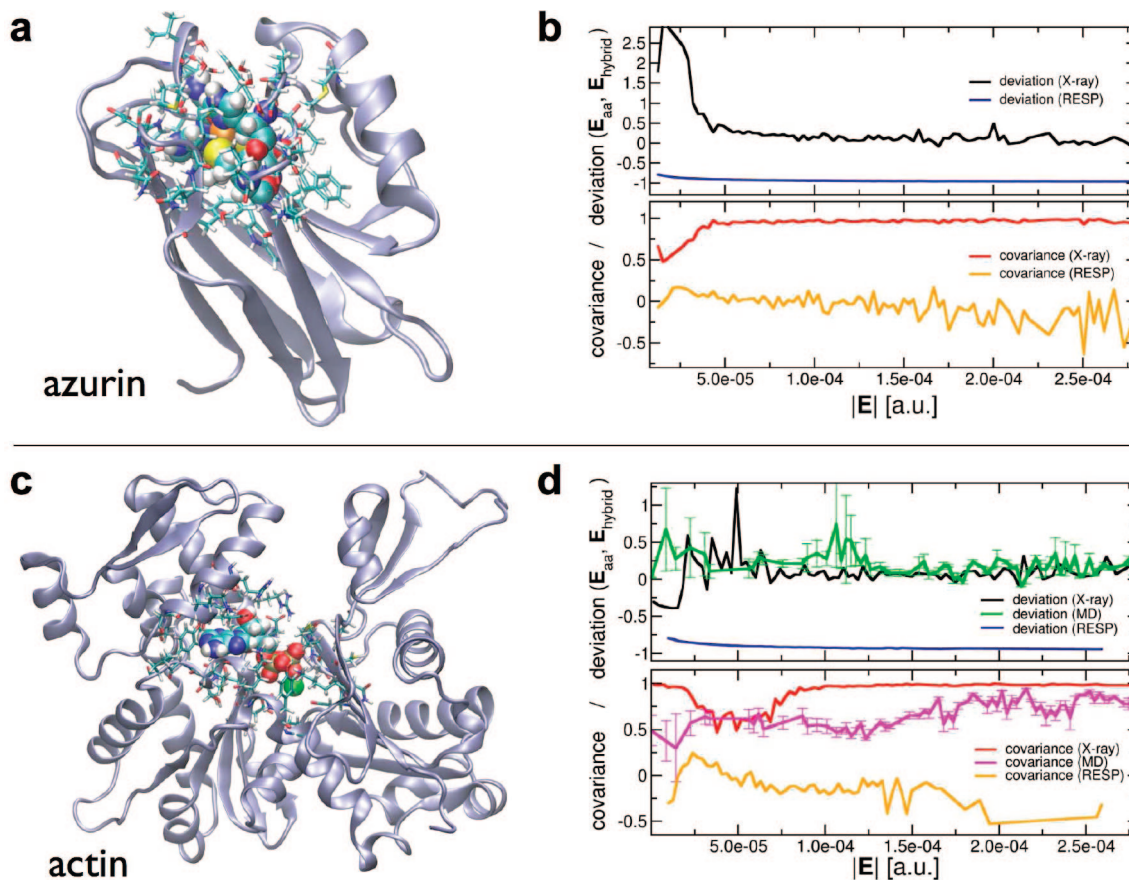 a
azurin
b
covariance / deviation (E_aa, E_hybrid)
2.5
2
1.5
1
0.5
0
-0.5
-1
deviation (X-ray)
deviation (RESP)
1
0.5
0
-0.5
covariance (X-ray)
covariance (RESP)
5.0e-05 1.0e-04 1.5e-04 2.0e-04 2.5e-04
|E| [a.u.]
c
actin
d
covariance / deviation (E_aa, E_hybrid)
1
0.5
0
-0.5
-1
deviation (X-ray)
deviation (MD)
deviation (RESP)
1
0.5
0
-0.5
covariance (X-ray)
covariance (MD)
covariance (RESP)
5.0e-05 1.0e-04 1.5e-04 2.0e-04 2.5e-04
|E| [a.u.]